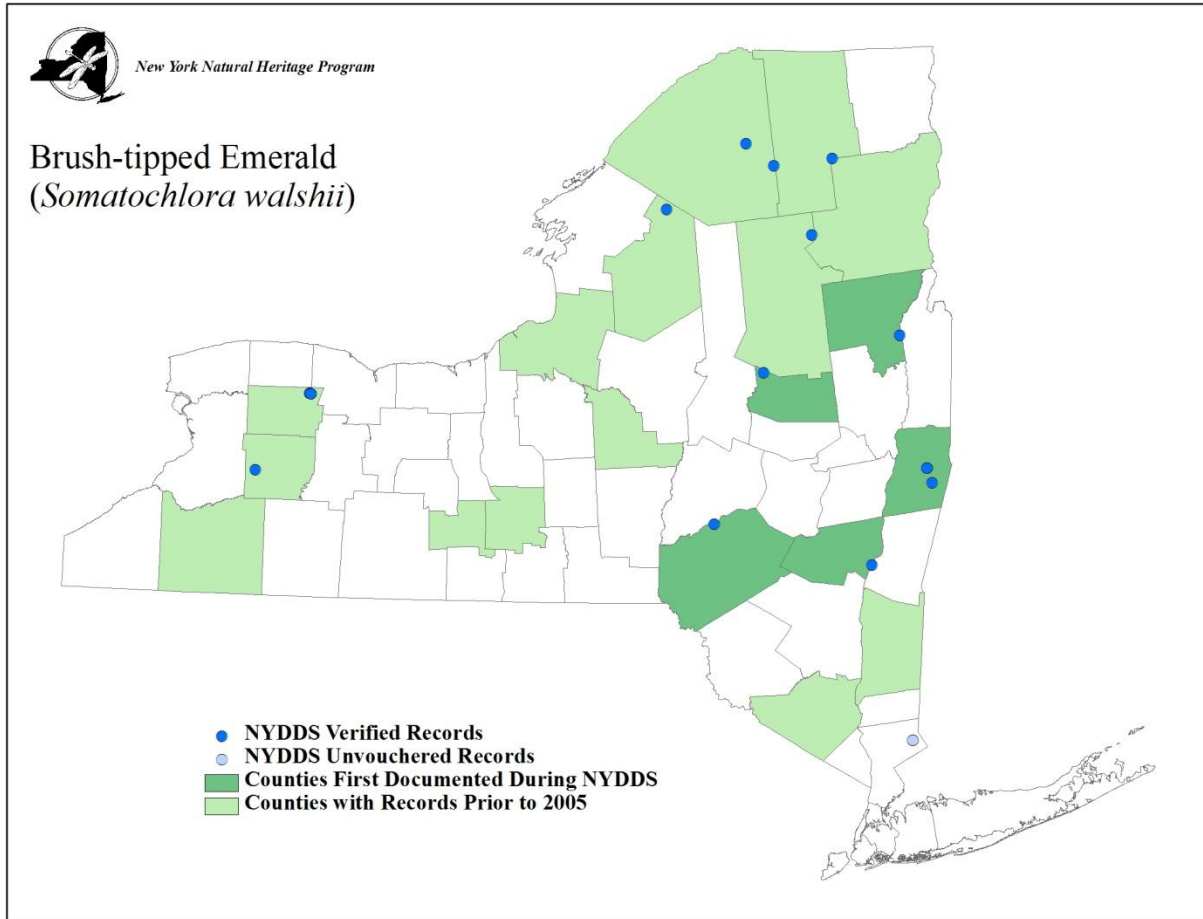 New York Natural Heritage Program
Brush-tipped Emerald
(Somatochlora walshii)
NYDDS Verified Records
NYDDS Unvouchered Records
Counties First Documented During NYDDS
Counties with Records Prior to 2005